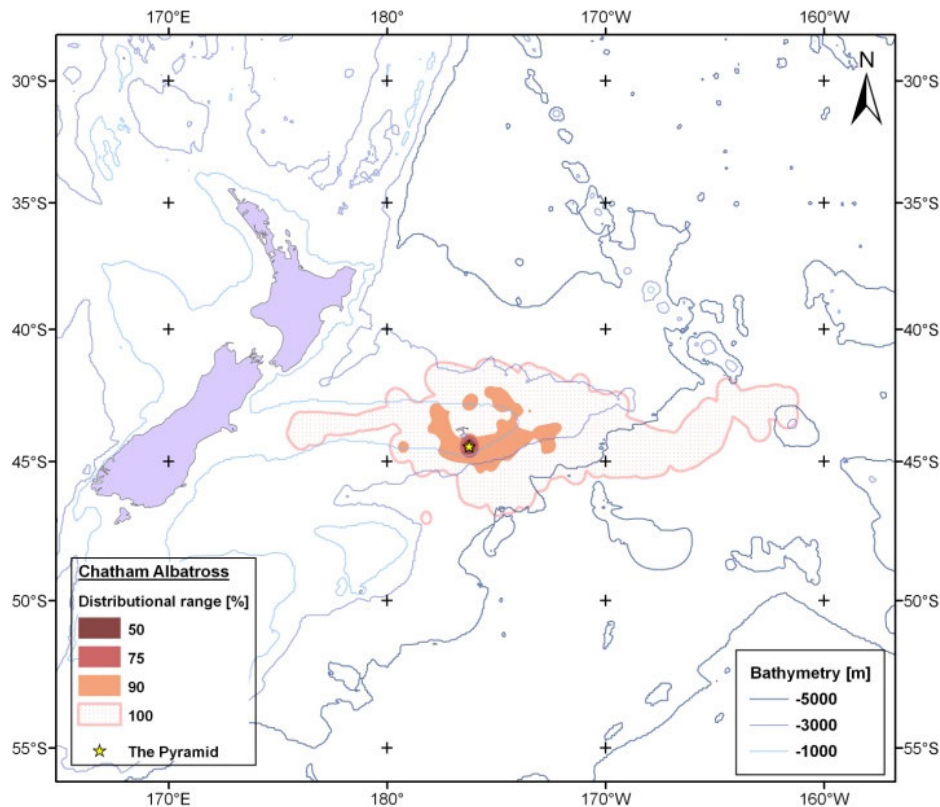 170°E 180° 170°W 160°W
N
30°S 30°S
35°S 35°S
40°S 40°S
45°S 45°S
50°S 50°S
55°S 55°S
Chatham Albatross
Distributional range [%]
50
75
90
100
The Pyramid
Bathymetry [m]
-5000
-3000
-1000
170°E 180° 170°W 160°W